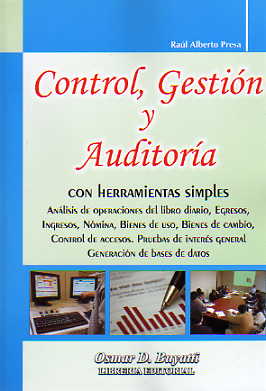 Raúl Alberto Presa
Control, Gestión
y
Auditoría
con herramientas simples
Análisis de operaciones del libro diario, Egresos,
Ingresos, Nómina, Bienes de uso, Bienes de cambio,
Control de accesos. Pruebas de interés general
Generación de bases de datos
Osmar D. Buyatti
LIBRERIA EDITORIAL